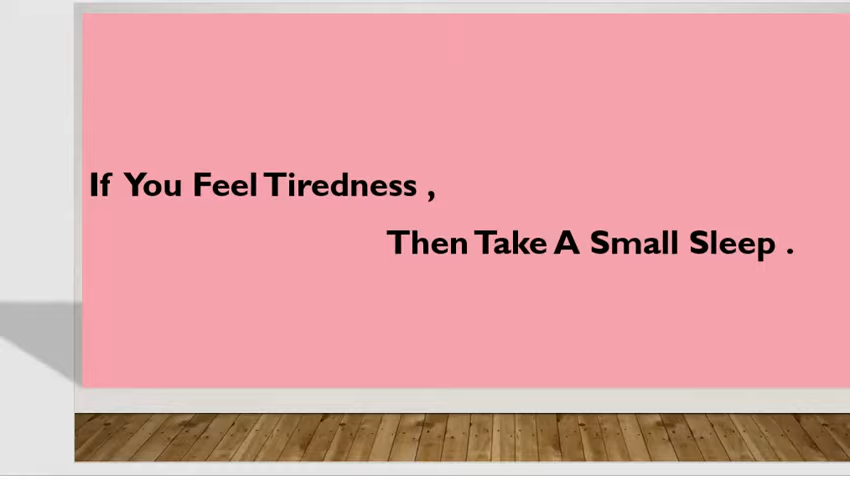 If You Feel Tiredness ,
Then Take A Small Sleep .